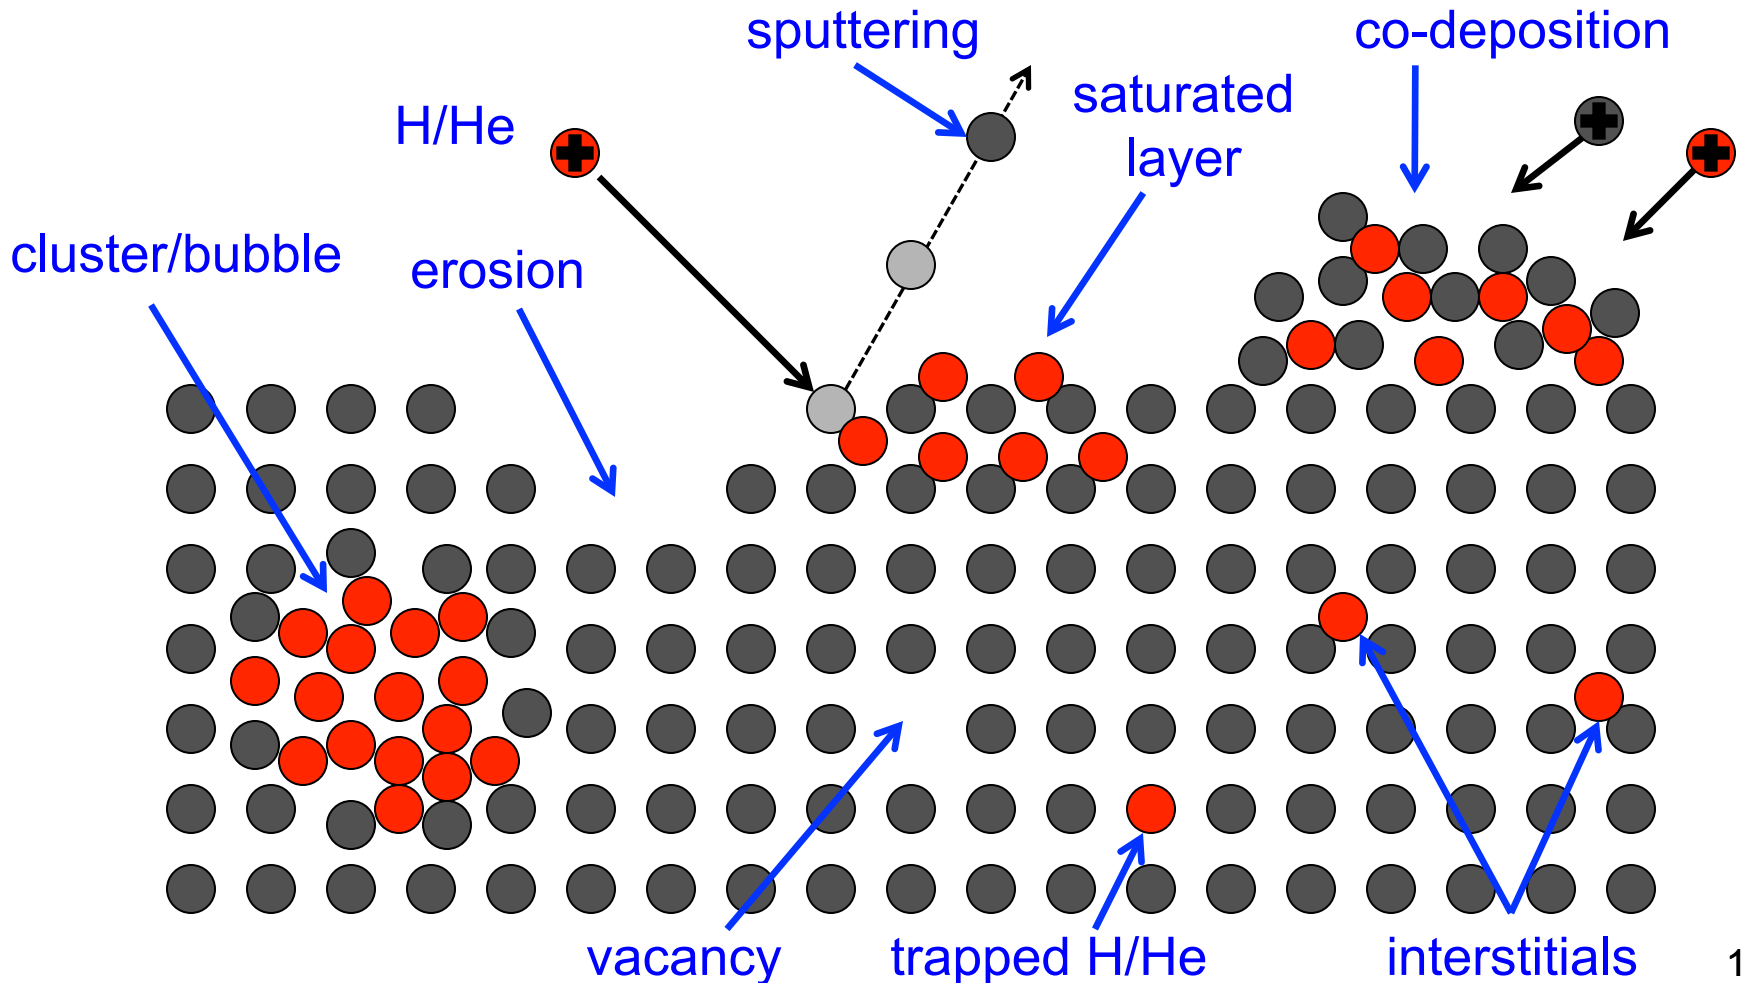 sputtering
co-deposition
saturated
layer
H/He
cluster/bubble
erosion
vacancy
trapped H/He
interstitials
1